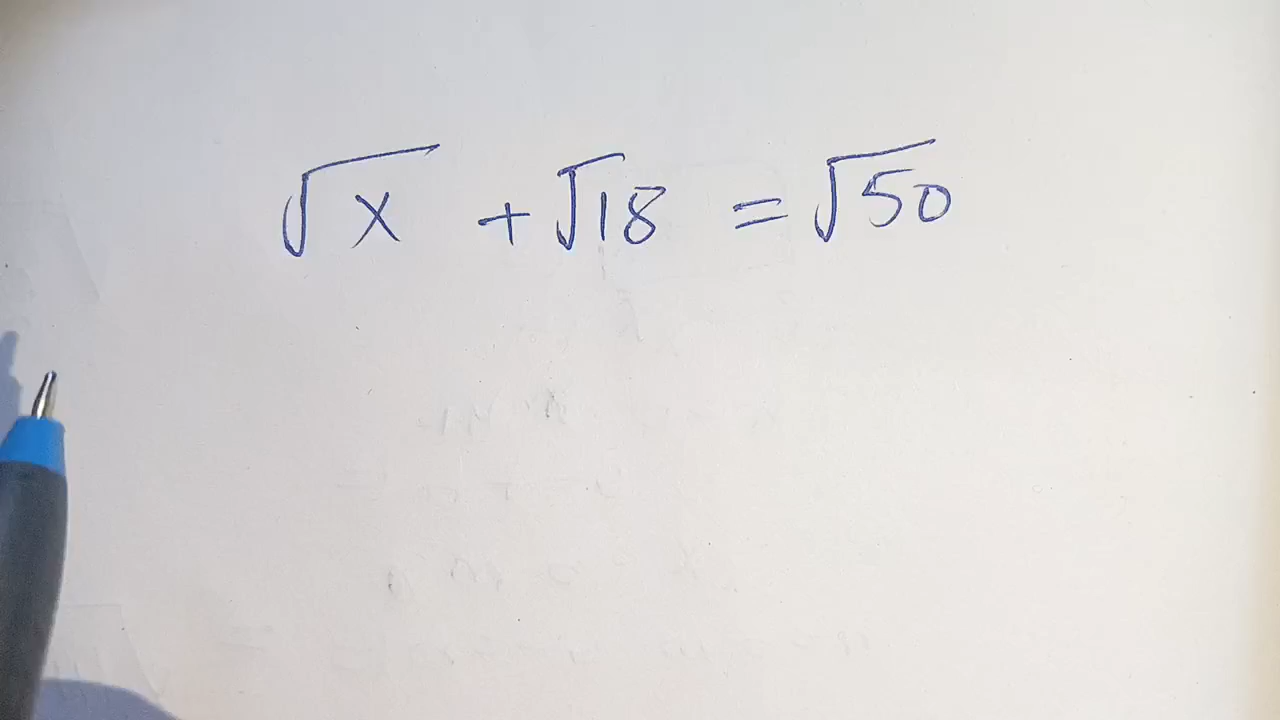 √x + √18 = √50